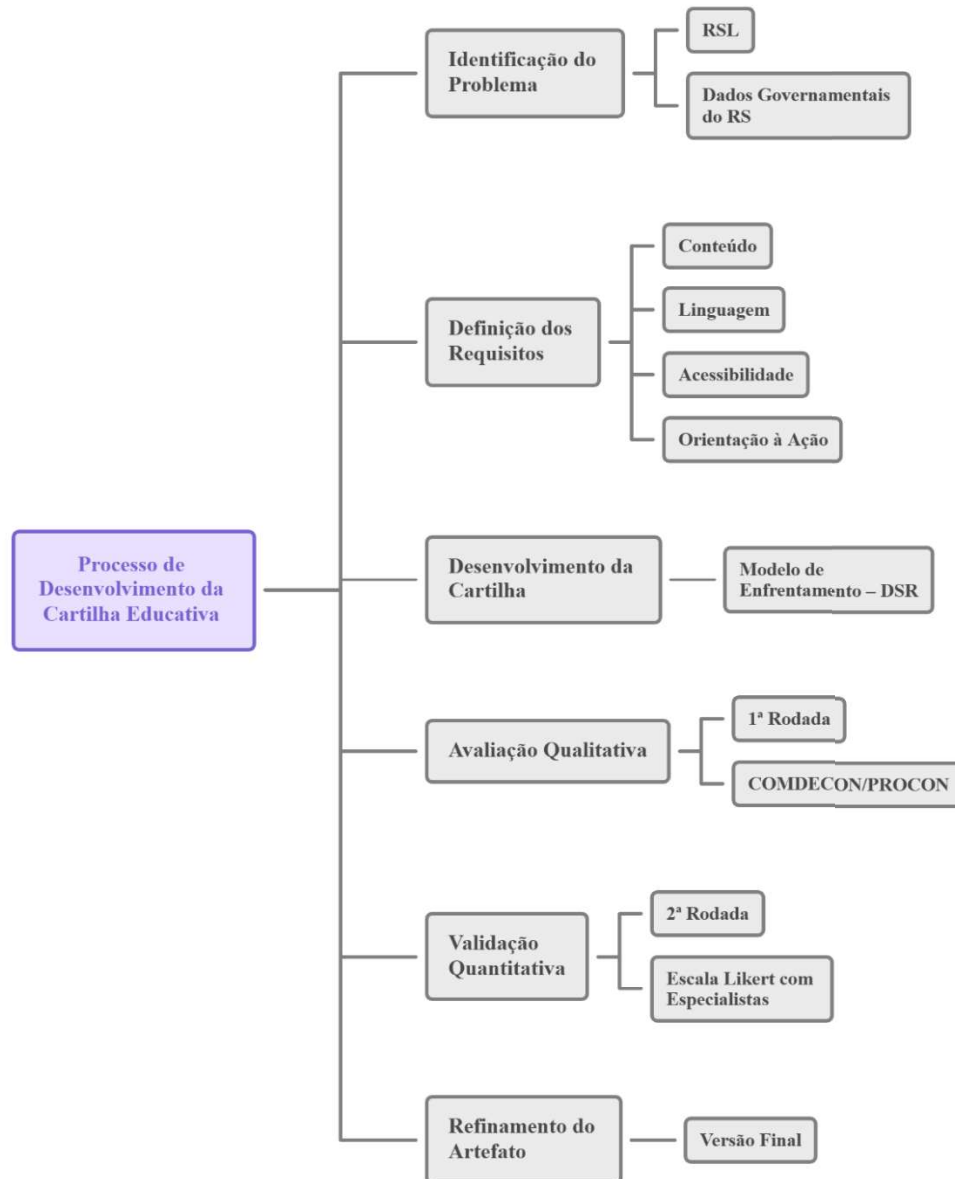 RSL
Identificação do
Problema
Dados Governamentais
do RS
Conteúdo
Linguagem
Definição dos
Requisitos
Acessibilidade
Orientação à Ação
Processo de
Desenvolvimento da
Cartilha Educativa
Desenvolvimento da
Cartilha
Modelo de
Enfrentamento – DSR
1ª Rodada
Avaliação Qualitativa
COMDECON/PROCON
2ª Rodada
Validação
Quantitativa
Escala Likert com
Especialistas
Refinamento do
Artefato
Versão Final